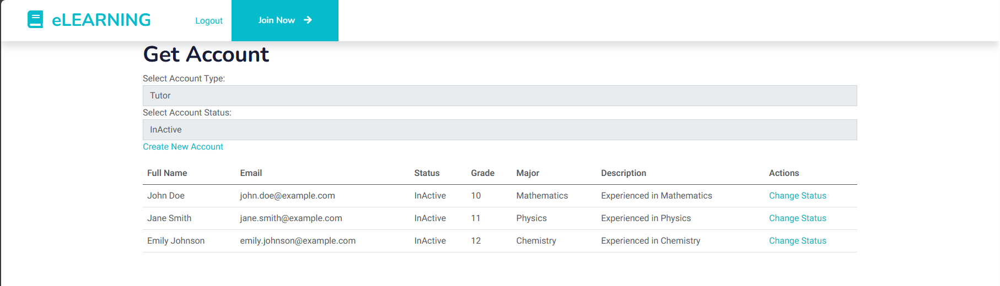 eLEARNING Logout Join Now
Get Account
Select Account Type:
Tutor
Select Account Status:
InActive
Create New Account
Full Name Email Status Grade Major Description Actions
John Doe john.doe@example.com InActive 10 Mathematics Experienced in Mathematics Change Status
Jane Smith jane.smith@example.com InActive 11 Physics Experienced in Physics Change Status
Emily Johnson emily.johnson@example.com InActive 12 Chemistry Experienced in Chemistry Change Status